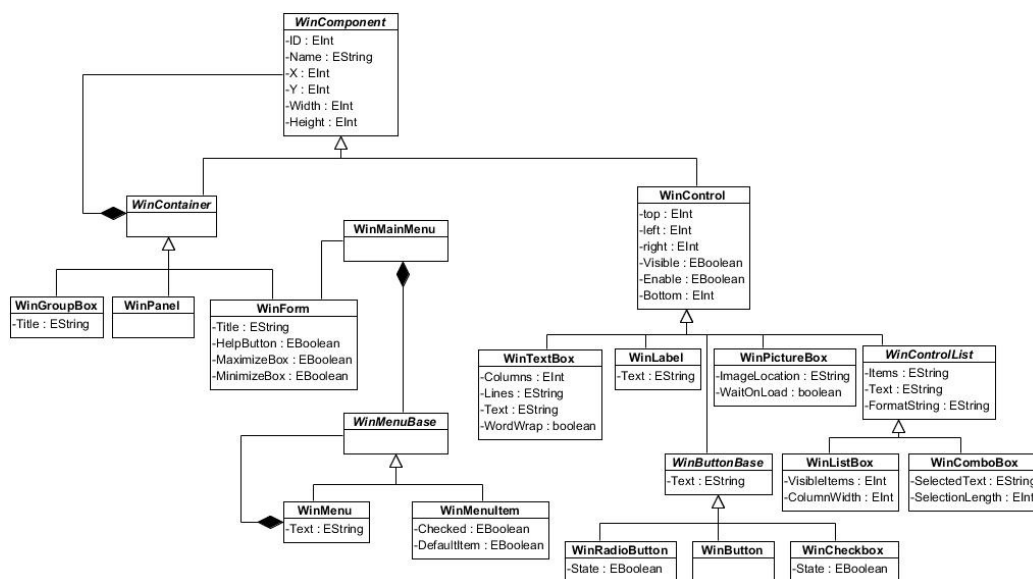 WinComponent
-ID : EInt
-Name : EString
-X : EInt
-Y : EInt
-Width : EInt
-Height : EInt
WinContainer
WinControl
-top : EInt
-left : EInt
-right : EInt
-Visible : EBoolean
-Enable : EBoolean
-Bottom : EInt
WinMainMenu
WinGroupBox
-Title : EString
WinPanel
WinForm
-Title : EString
-HelpButton : EBoolean
-MaximizeBox : EBoolean
-MinimizeBox : EBoolean
WinTextBox
-Columns : EInt
-Lines : EString
-Text : EString
-WordWrap : boolean
WinLabel
-Text : EString
WinPictureBox
-ImageLocation : EString
-WaitOnLoad : boolean
WinControlList
-Items : EString
-Text : EString
-FormatString : EString
WinMenuBase
WinButtonBase
-Text : EString
WinListBox
-VisibleItems : EInt
-ColumnWidth : EInt
WinComboBox
-SelectedText : EString
-SelectionLength : EInt
WinMenu
-Text : EString
WinMenuItem
-Checked : EBoolean
-DefaultItem : EBoolean
WinRadioButton
-State : EBoolean
WinButton
WinCheckbox
-State : EBoolean